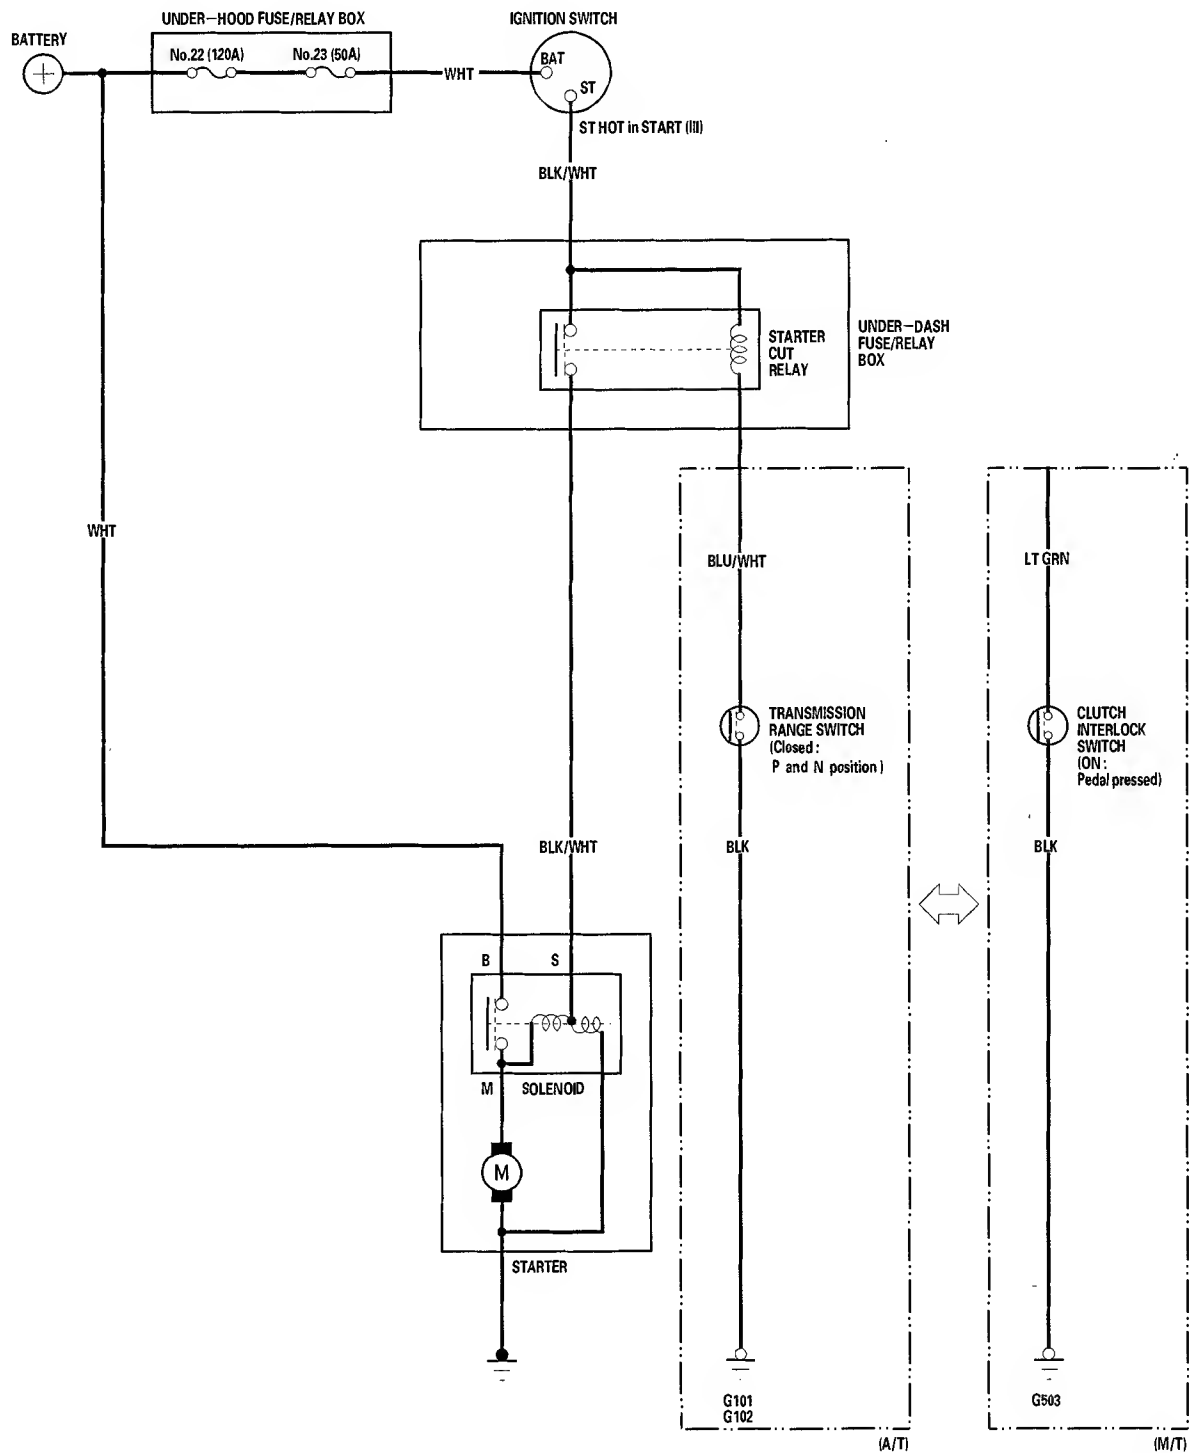 UNDER-HOOD FUSE/RELAY BOX
IGNITION SWITCH
BATTERY
No.22 (120A)
No.23 (50A)
BAT
WHT
ST
ST HOT in START (III)
BLK/WHT
STARTER
CUT
RELAY
UNDER-DASH
FUSE/RELAY
BOX
WHT
BLU/WHT
LT GRN
TRANSMISSION
RANGE SWITCH
(Closed :
P and N position )
CLUTCH
INTERLOCK
SWITCH
(ON :
Pedal pressed)
BLK/WHT
BLK
BLK
B
S
M
SOLENOID
M
STARTER
G101
G102
G503
(A/T)
(M/T)